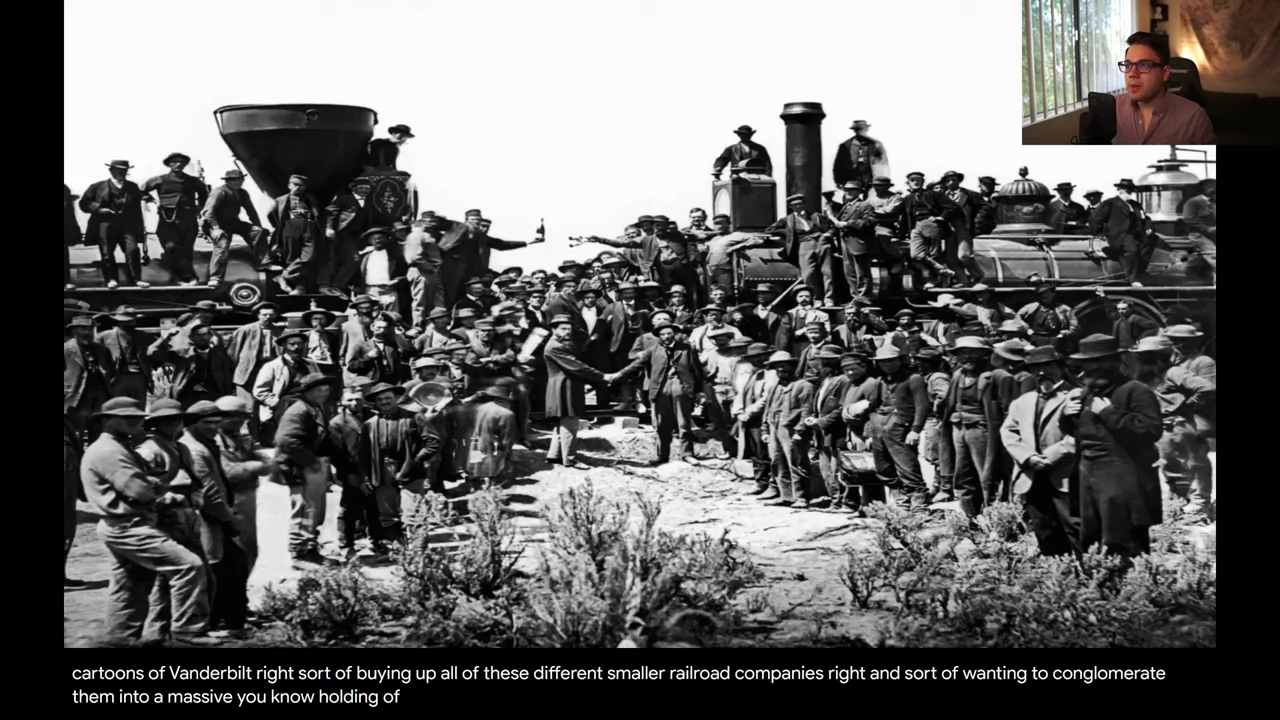 cartoons of Vanderbilt right sort of buying up all of these different smaller railroad companies right and sort of wanting to conglomerate
them into a massive you know holding of